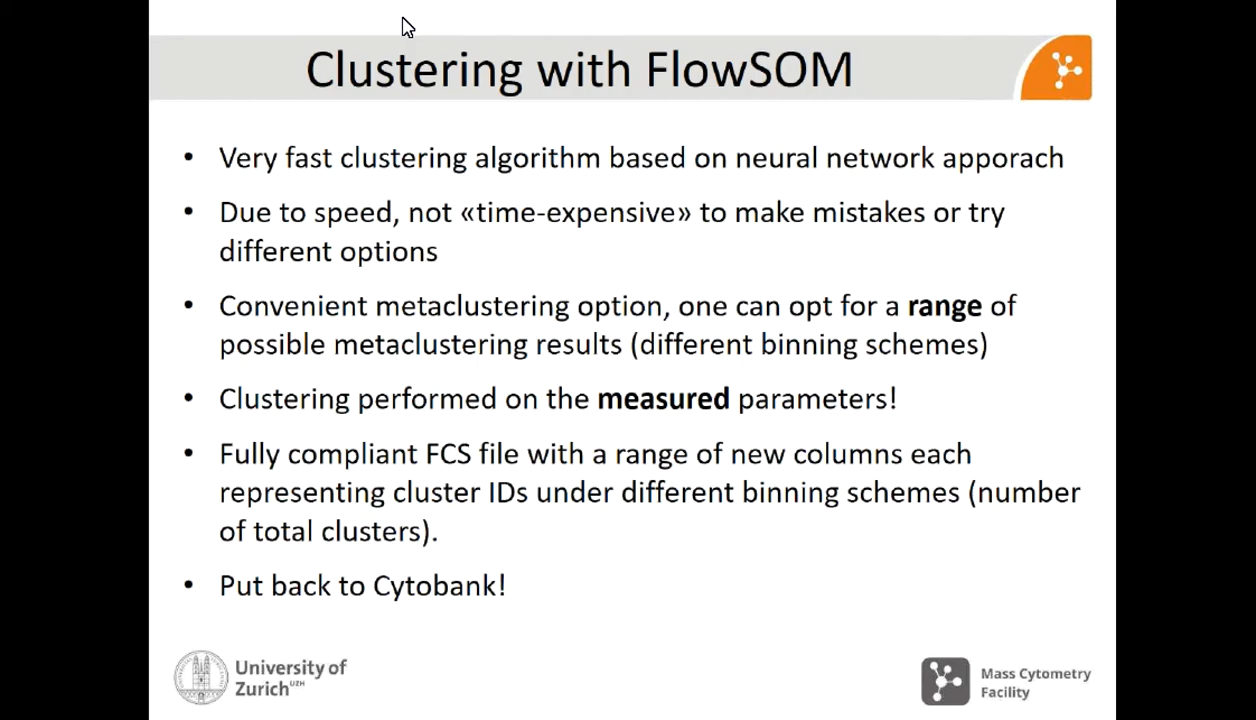 Clustering with FlowSOM
• Very fast clustering algorithm based on neural network apporach
• Due to speed, not «time-expensive» to make mistakes or try
different options
• Convenient metaclustering option, one can opt for a range of
possible metaclustering results (different binning schemes)
• Clustering performed on the measured parameters!
• Fully compliant FCS file with a range of new columns each
representing cluster IDs under different binning schemes (number
of total clusters).
• Put back to Cytobank!
University of
Zurich UZH
Mass Cytometry
Facility